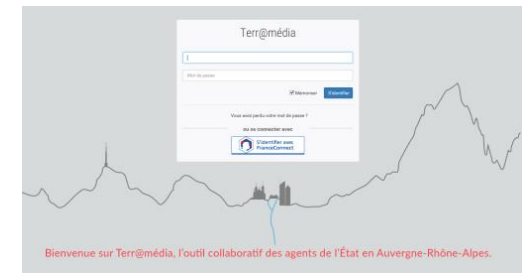 Terr@média
Mot de passe
Mémoriser S'identifier
Vous avez perdu votre mot de passe ?
ou se connecter avec
S'identifier avec
FranceConnect
Bienvenue sur Terr@média, l'outil collaboratif des agents de l'État en Auvergne-Rhône-Alpes.